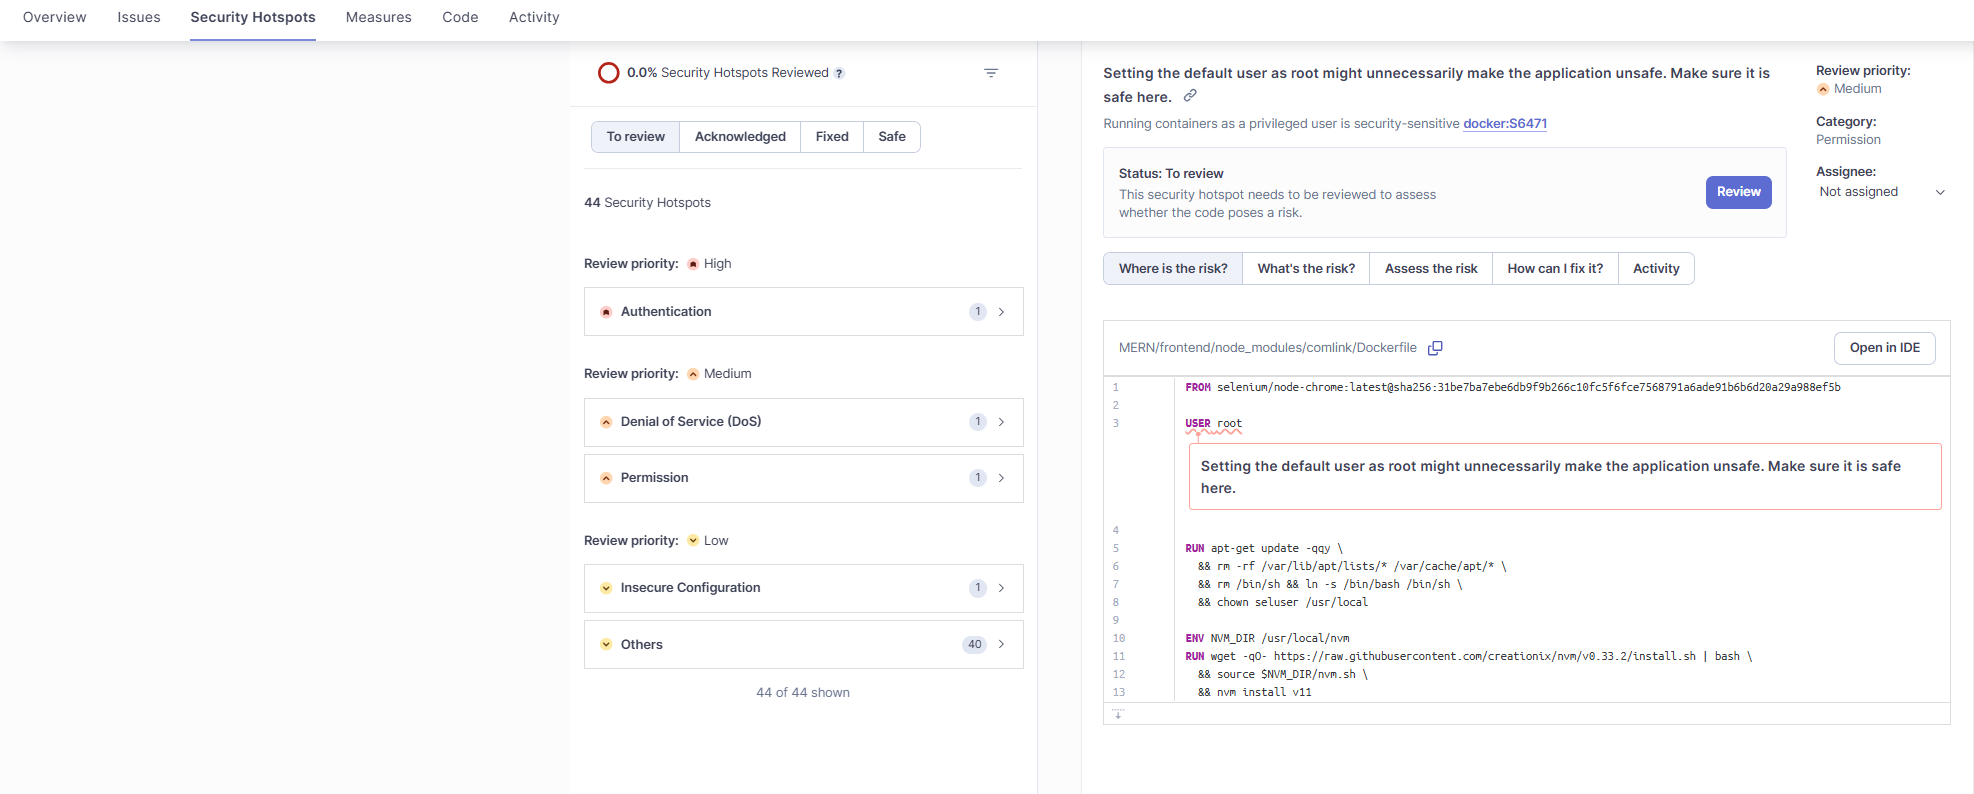 Overview Issues Security Hotspots Measures Code Activity
0.0% Security Hotspots Reviewed ?
To review Acknowledged Fixed Safe
44 Security Hotspots
Review priority: High
Authentication 1
Review priority: Medium
Denial of Service (DoS) 1
Permission 1
Review priority: Low
Insecure Configuration 1
Others 40
44 of 44 shown
Setting the default user as root might unnecessarily make the application unsafe. Make sure it is
safe here.
Running containers as a privileged user is security-sensitive docker:S6471
Status: To review
This security hotspot needs to be reviewed to assess
whether the code poses a risk.
Review
Review priority:
Medium
Category:
Permission
Assignee:
Not assigned
Where is the risk? What's the risk? Assess the risk How can I fix it? Activity
MERN/frontend/node_modules/comlink/Dockerfile
Open in IDE
1 FROM selenium/node-chrome:latest@sha256:31be7ba7ebe6db9f9b266c10fc5f6fce7568791a6ade91b6b6d20a29a988ef5b
2
3 USER root
Setting the default user as root might unnecessarily make the application unsafe. Make sure it is safe
here.
4
5 RUN apt-get update -qqy \
6 && rm -rf /var/lib/apt/lists/* /var/cache/apt/* \
7 && rm /bin/sh && ln -s /bin/bash /bin/sh \
8 && chown seluser /usr/local
9
10 ENV NVM_DIR /usr/local/nvm
11 RUN wget -qO- https://raw.githubusercontent.com/creationix/nvm/v0.33.2/install.sh | bash \
12 && source $NVM_DIR/nvm.sh \
13 && nvm install v11